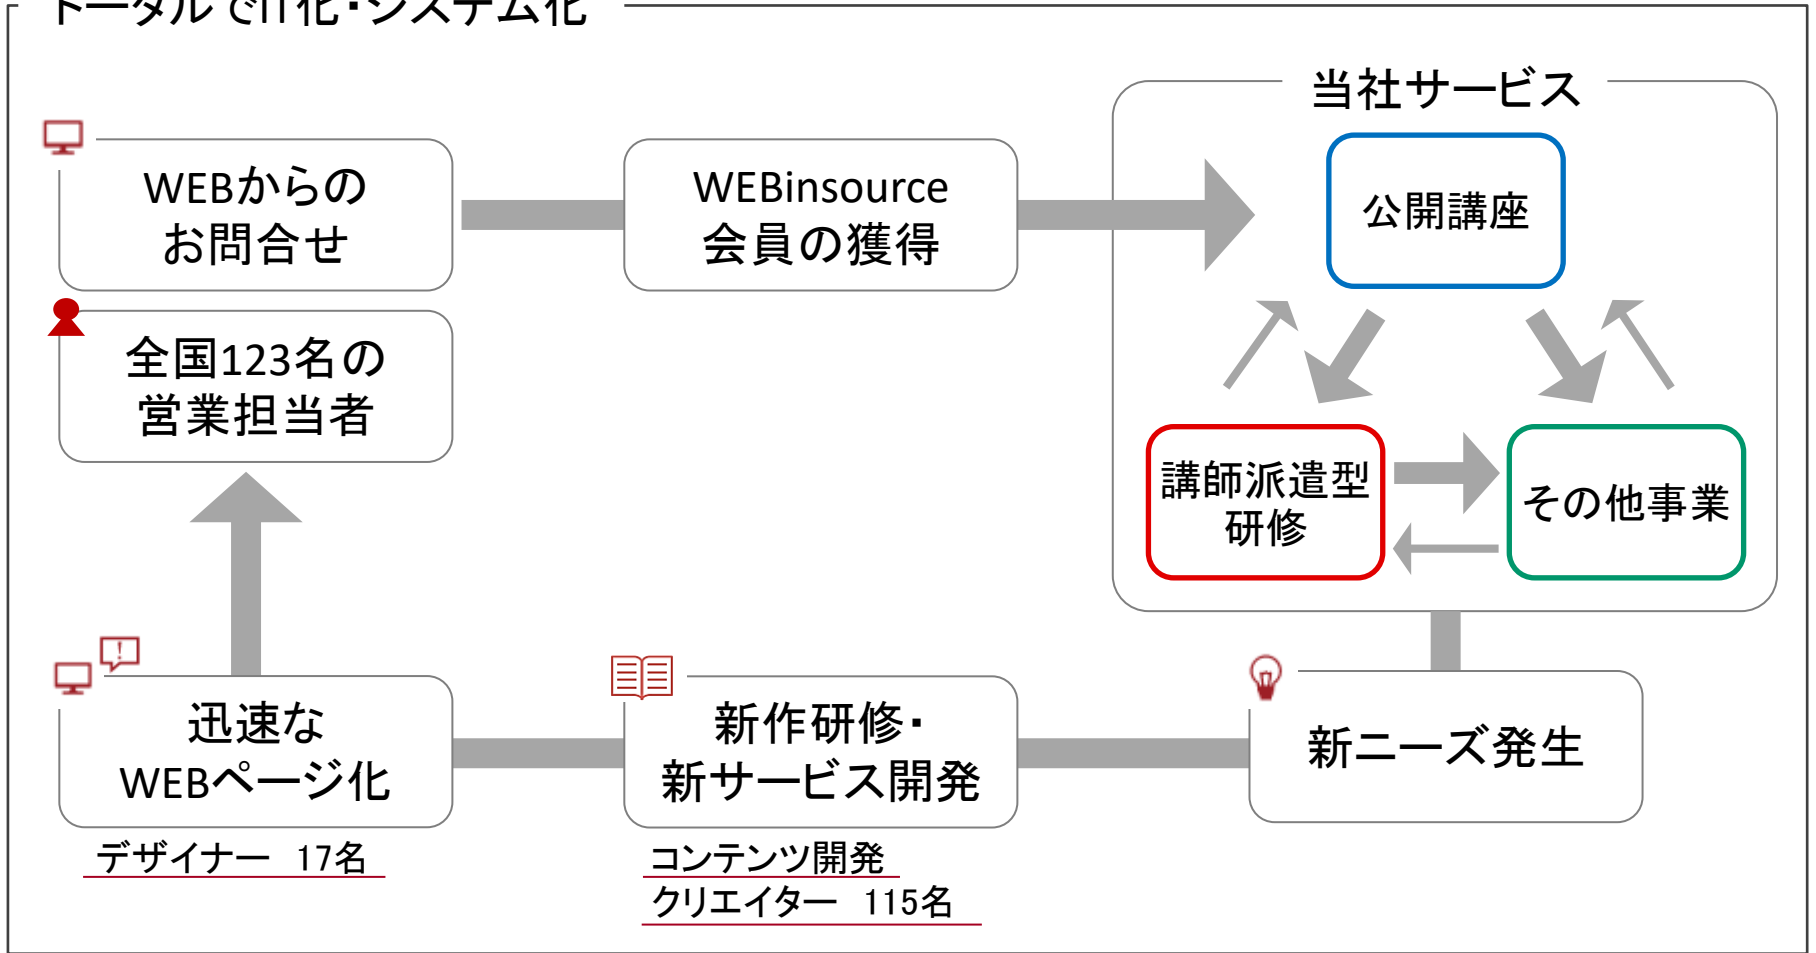 トータルでIT化・システム化
当社サービス
WEBからの
お問合せ
WEBinsource
会員の獲得
公開講座
全国123名の
営業担当者
講師派遣型
研修
その他事業
迅速な
WEBページ化
新作研修・
新サービス開発
新ニーズ発生
デザイナー 17名
コンテンツ開発
クリエイター 115名